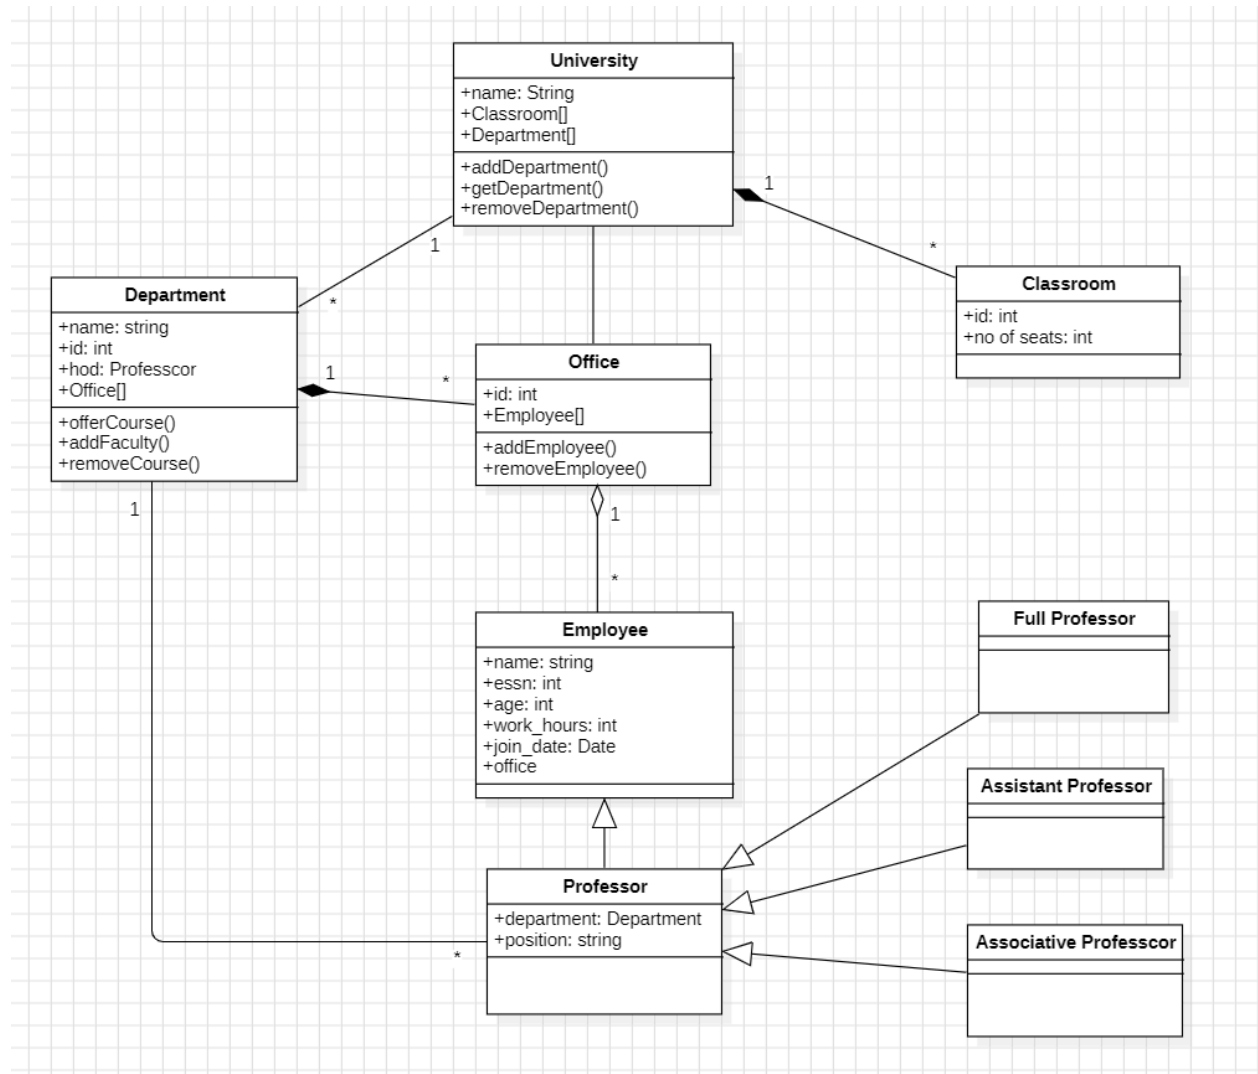 University
+name: String
+Classroom[]
+Department[]
+addDepartment()
+getDepartment()
+removeDepartment()
1
*
1
*
Classroom
+id: int
+no of seats: int
Department
+name: string
+id: int
+hod: Professcor
+Office[]
+offerCourse()
+addFaculty()
+removeCourse()
1
*
Office
+id: int
+Employee[]
+addEmployee()
+removeEmployee()
1
*
1
*
Employee
+name: string
+essn: int
+age: int
+work_hours: int
+join_date: Date
+office
Full Professor
Assistant Professor
Professor
+department: Department
+position: string
Associative Professcor